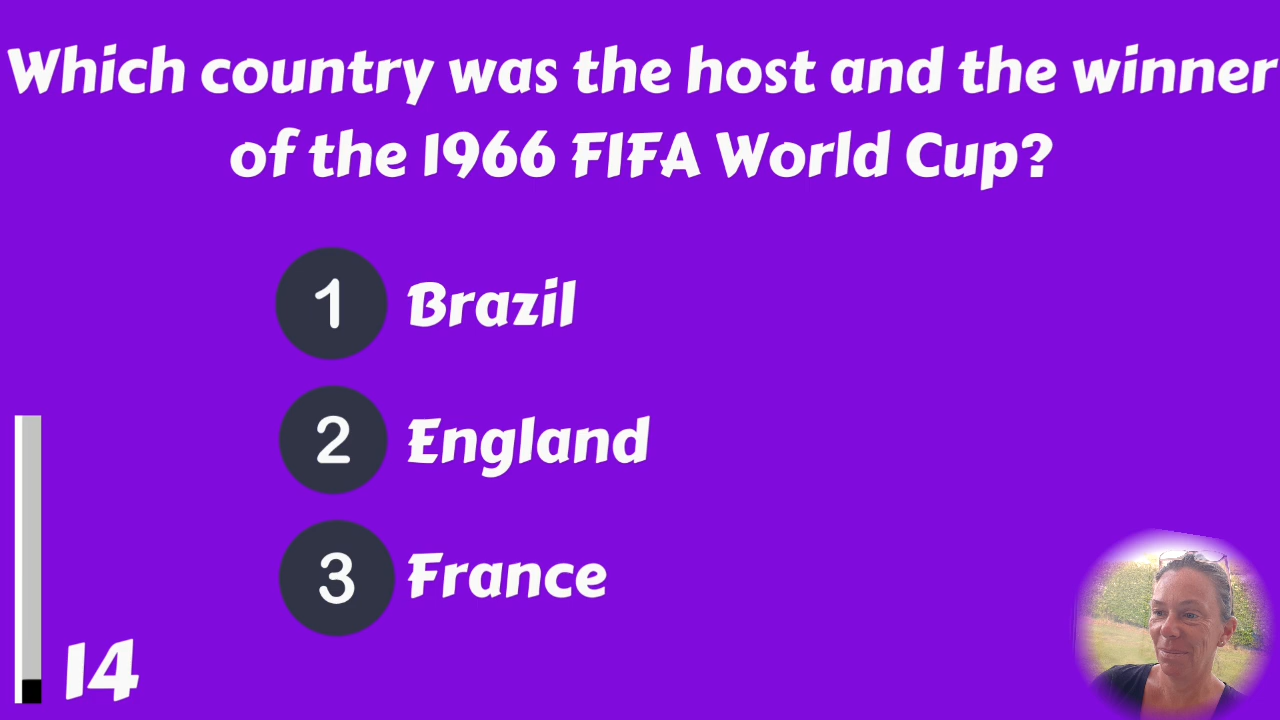 Which country was the host and the winner
of the 1966 FIFA World Cup?
1 Brazil
2 England
3 France
14